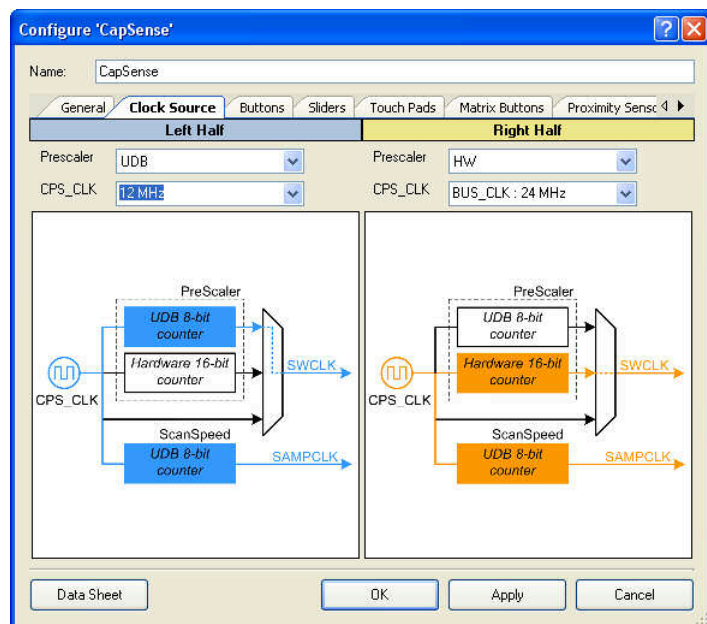 Configure 'CapSense'
Name: CapSense
General Clock Source Buttons Sliders Touch Pads Matrix Buttons Proximity Senso
Left Half Right Half
Prescaler UDB Prescaler HW
CPS_CLK 12 MHz CPS_CLK BUS_CLK : 24 MHz
PreScaler
UDB 8-bit
counter
Hardware 16-bit
counter
SWCLK
CPS_CLK
ScanSpeed
UDB 8-bit
counter
SAMPCLK
PreScaler
UDB 8-bit
counter
Hardware 16-bit
counter
SWCLK
CPS_CLK
ScanSpeed
UDB 8-bit
counter
SAMPCLK
Data Sheet OK Apply Cancel